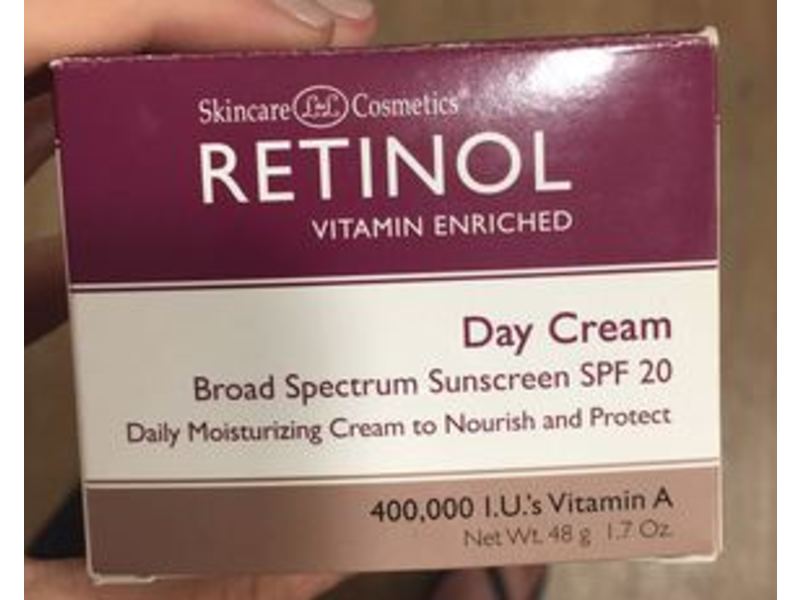 Skincare L&L Cosmetics®
RETINOL
VITAMIN ENRICHED
Day Cream
Broad Spectrum Sunscreen SPF 20
Daily Moisturizing Cream to Nourish and Protect
400,000 I.U.'s Vitamin A
Net Wt. 48 g 1.7 Oz.